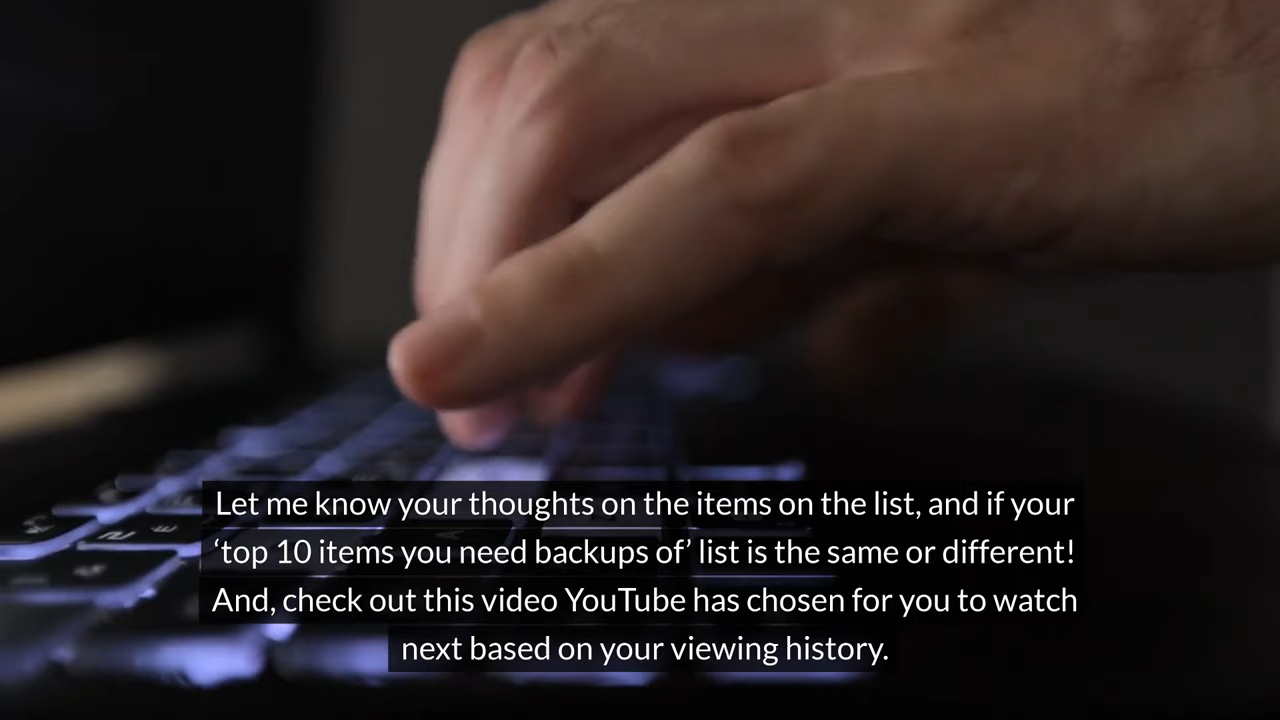 Let me know your thoughts on the items on the list, and if your
‘top 10 items you need backups of’ list is the same or different!
And, check out this video YouTube has chosen for you to watch
next based on your viewing history.